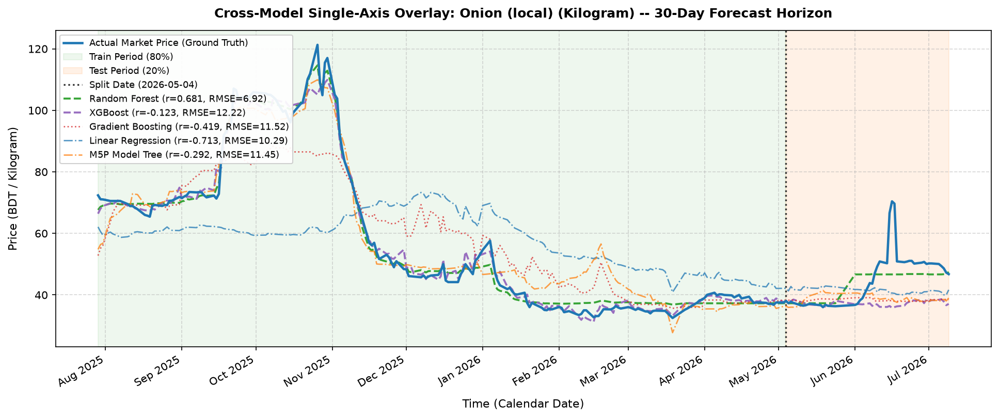 Cross-Model Single-Axis Overlay: Onion (local) (Kilogram) -- 30-Day Forecast Horizon
Actual Market Price (Ground Truth)
Train Period (80%)
Test Period (20%)
Split Date (2026-05-04)
Random Forest (r=0.681, RMSE=6.92)
XGBoost (r=-0.123, RMSE=12.22)
Gradient Boosting (r=-0.419, RMSE=11.52)
Linear Regression (r=-0.713, RMSE=10.29)
M5P Model Tree (r=-0.292, RMSE=11.45)
Price (BDT / Kilogram)
120
100
80
60
40
Aug 2025
Sep 2025
Oct 2025
Nov 2025
Dec 2025
Jan 2026
Feb 2026
Mar 2026
Apr 2026
May 2026
Jun 2026
Jul 2026
Time (Calendar Date)